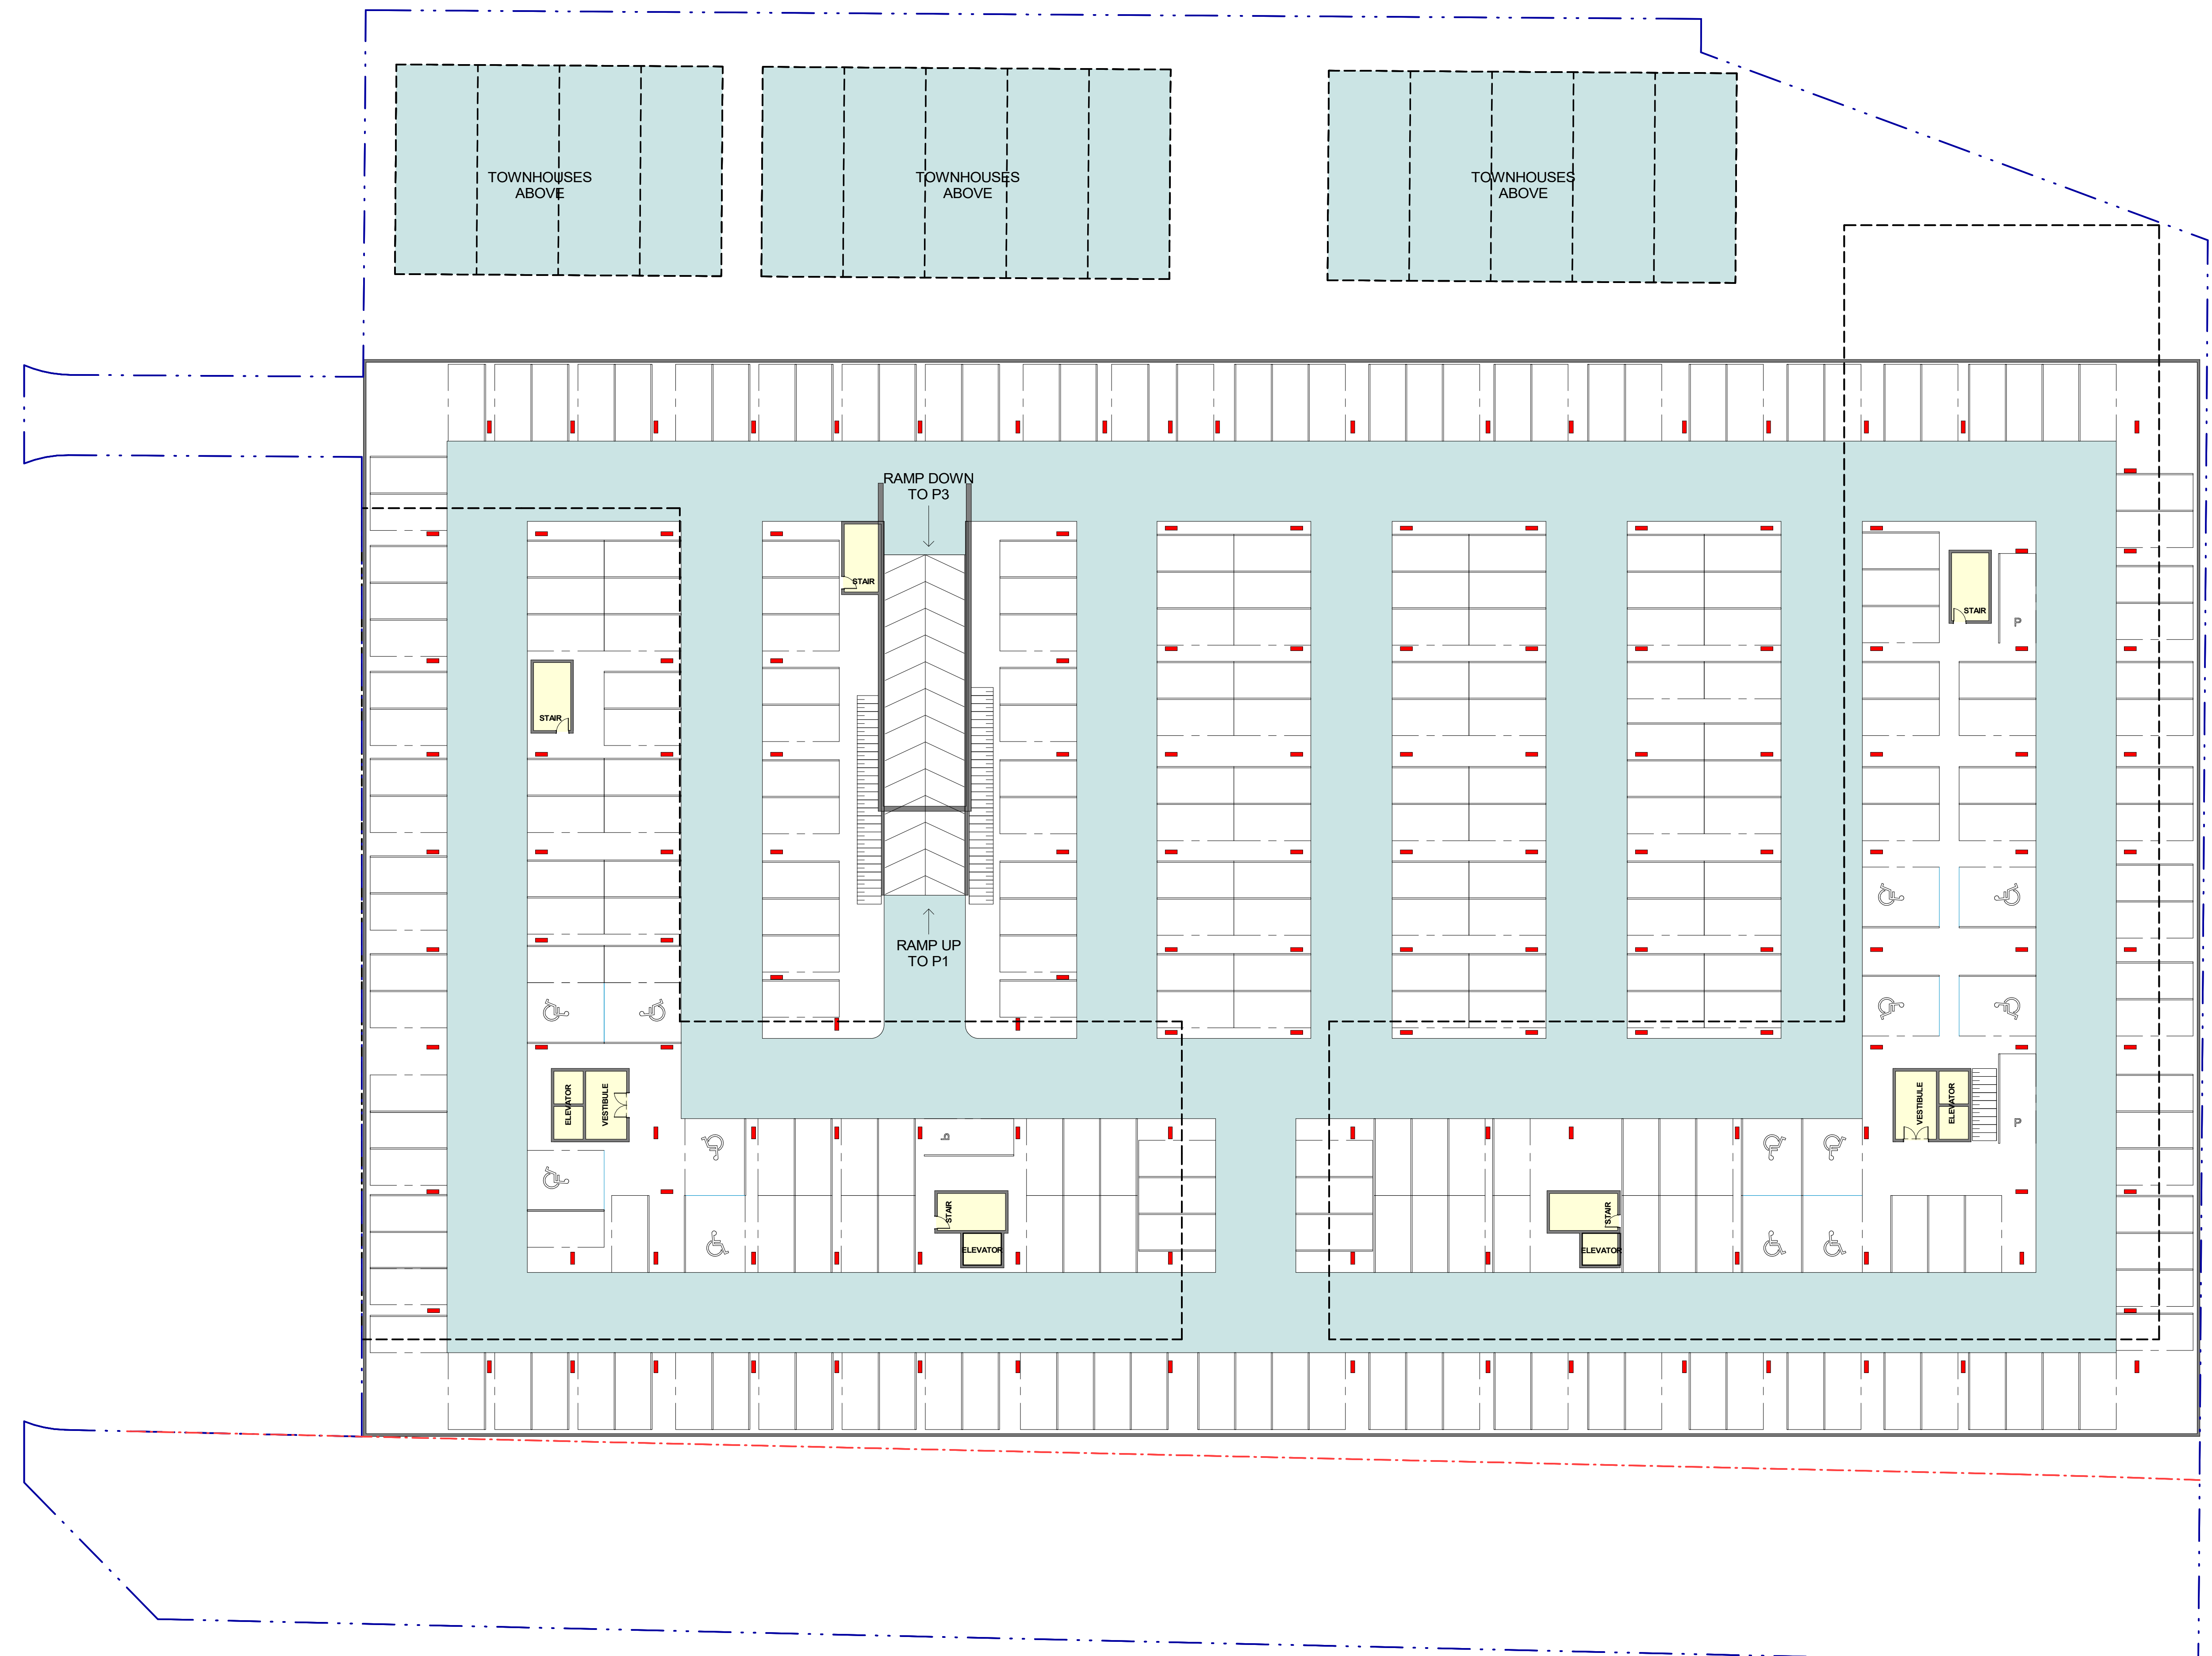 TOWNHOUSES
ABOVE
TOWNHOUSES
ABOVE
TOWNHOUSES
ABOVE
RAMP DOWN
TO P3
STAIR
STAIR
P
STAIR
RAMP UP
TO P1
ELEVATOR
VESTIBULE
VESTIBULE
ELEVATOR
P
P
STAIR
ELEVATOR
STAIR
ELEVATOR